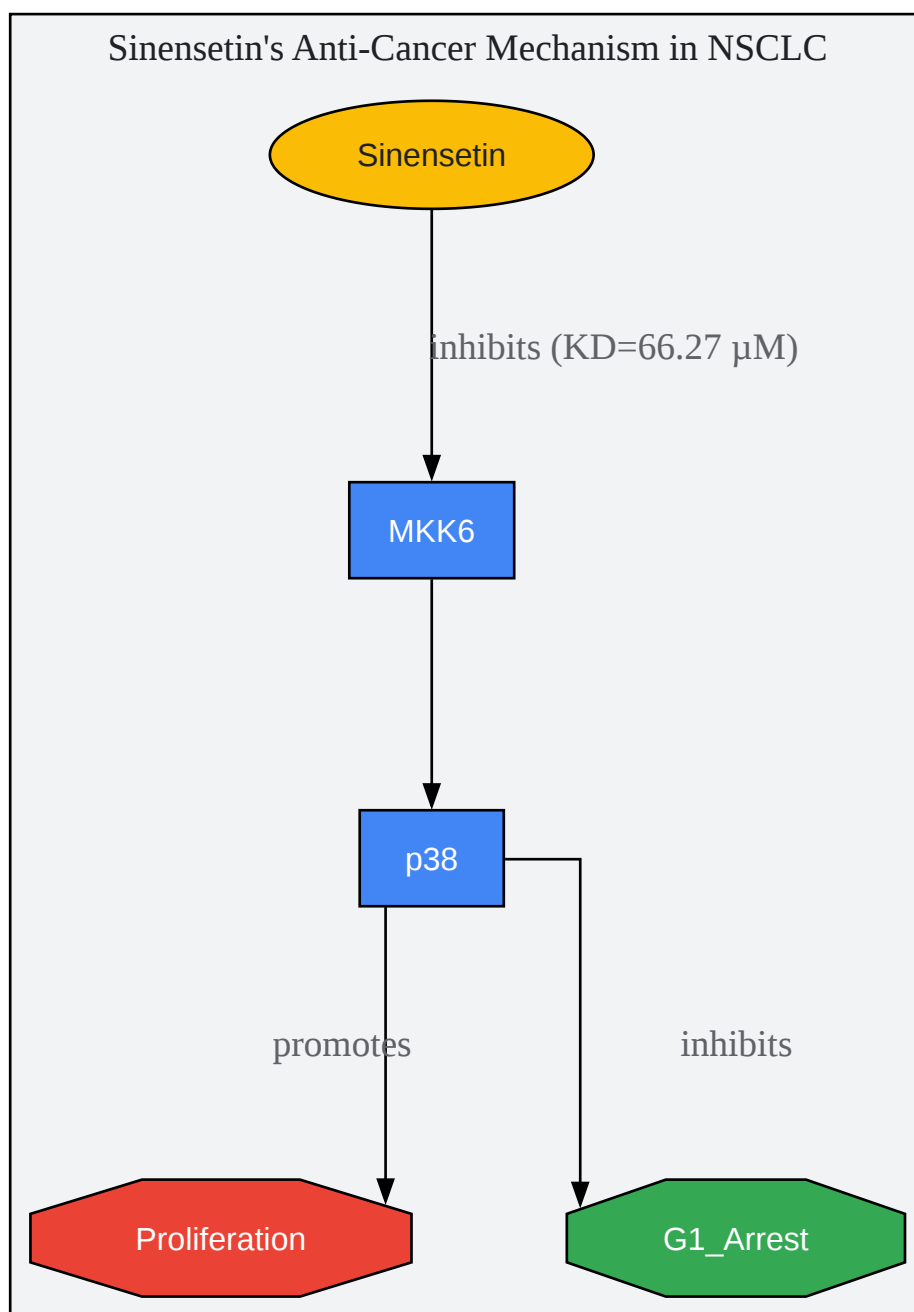 Sinensetin's Anti-Cancer Mechanism in NSCLC
Sinensetin
inhibits (KD=66.27 µM)
MKK6
p38
promotes
inhibits
Proliferation
G1_Arrest